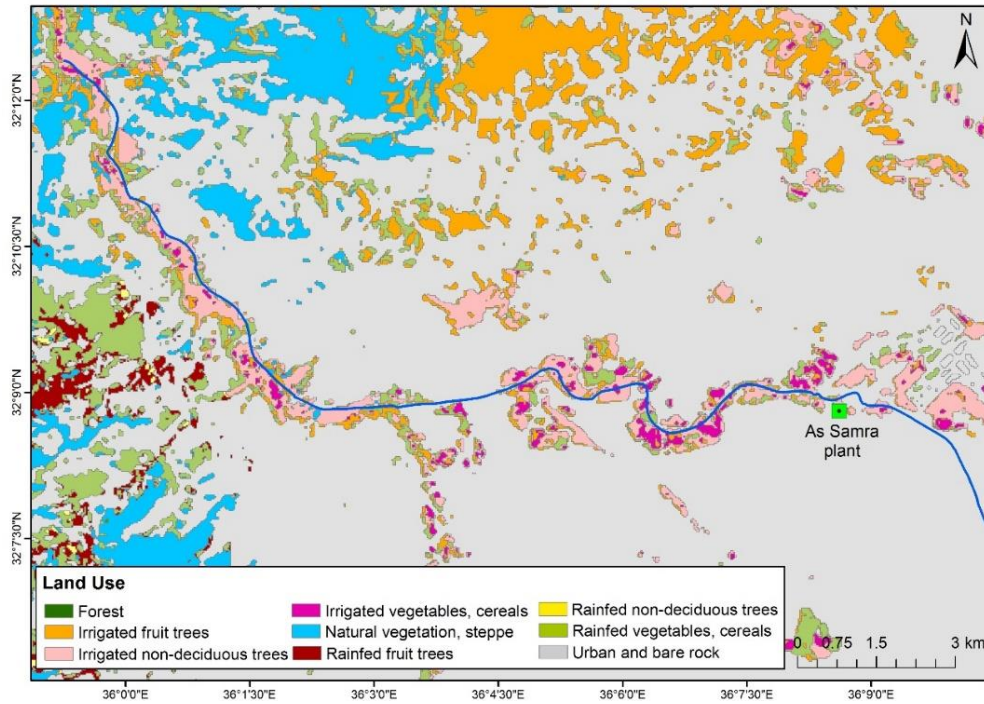 N
32°12'0"N
32°10'30"N
32°9'0"N
32°7'30"N
As Samra
plant
Land Use
Forest
Irrigated fruit trees
Irrigated non-deciduous trees
Irrigated vegetables, cereals
Natural vegetation, steppe
Rainfed fruit trees
Rainfed non-deciduous trees
Rainfed vegetables, cereals
Urban and bare rock
0 0.75 1.5 3 km
36°0'0"E 36°1'30"E 36°3'0"E 36°4'30"E 36°6'0"E 36°7'30"E 36°9'0"E